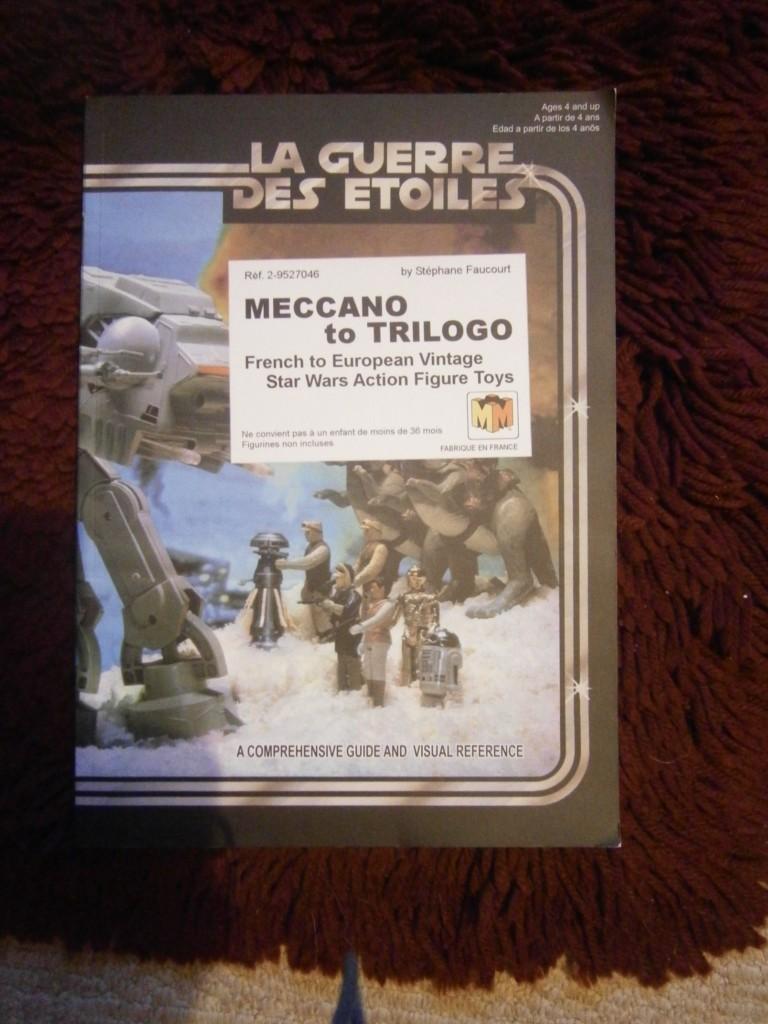 Ages 4 and up
A partir de 4 ans
Edad a partir de los 4 anõs
LA GUERRE
DES ETOILES
Réf. 2-9527046
by Stéphane Faucourt
MECCANO
to TRILOGO
French to European Vintage
Star Wars Action Figure Toys
MM
Ne convient pas à un enfant de moins de 36 mois
Figurines non incluses
FABRIQUE EN FRANCE
A COMPREHENSIVE GUIDE AND VISUAL REFERENCE